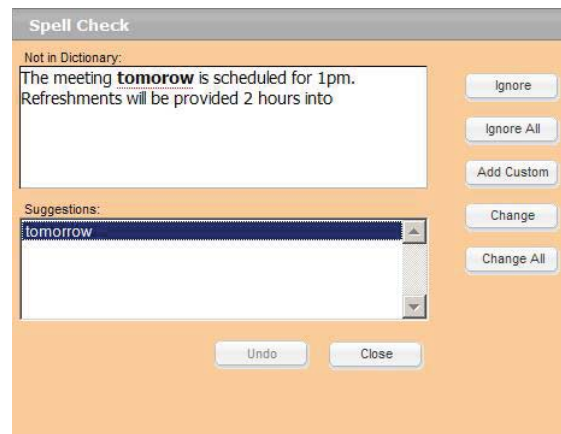 Spell Check
Not in Dictionary:
The meeting tomorow is scheduled for 1pm.
Refreshments will be provided 2 hours into
Ignore
Ignore All
Add Custom
Suggestions:
tomorrow
Change
Change All
Undo
Close